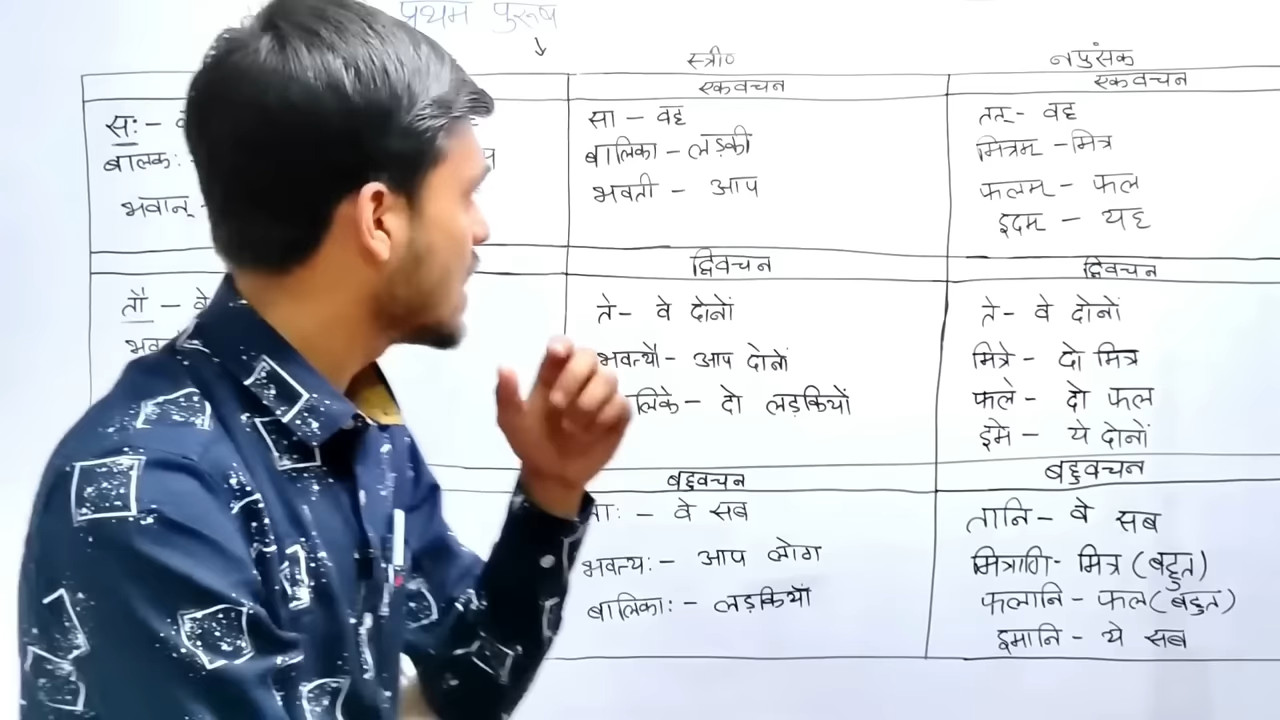 प्रथम पुरूष
स्त्री०
नपुंसक
एकवचन
एकवचन
सः -
सा - वह
तत् - वह
बालकः -
बालिका - लड़की
मित्रम् - मित्र
भवान् -
भवती - आप
फलम् - फल
इदम् - यह
द्विवचन
द्विवचन
तौ - वे
ते - वे दोनों
ते - वे दोनों
भवत्यौ - आप दोनों
मित्रे - दो मित्र
लिके - दो लड़कियों
फले - दो फल
इमे - ये दोनों
बहुवचन
बहुवचन
- वे सब
तानि - वे सब
भवत्यः - आप लोग
मित्राणि - मित्र (बहुत)
बालिकाः - लड़कियाँ
फलानि - फल (बहुत)
इमानि - ये सब